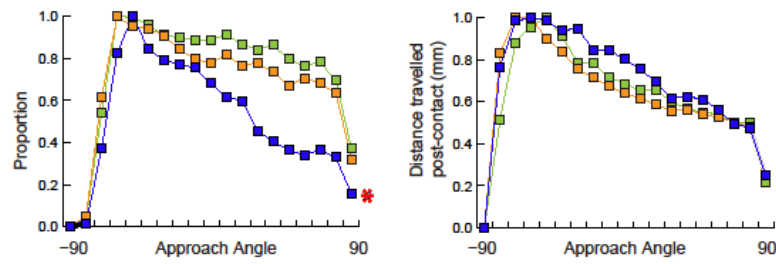 1.0
0.8
0.6
0.4
0.2
0.0
Proportion
−90 Approach Angle 90
*
1.0
0.8
0.6
0.4
0.2
0.0
Distance travelled
post-contact (mm)
−90 Approach Angle 90